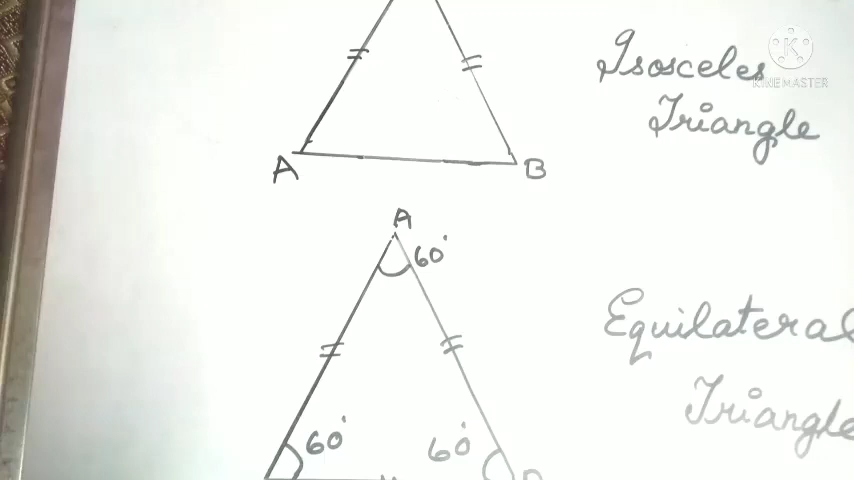 Isosceles
Triangle
KINEMASTER
A
B
A
60°
Equilateral
Triangle
60°
60°